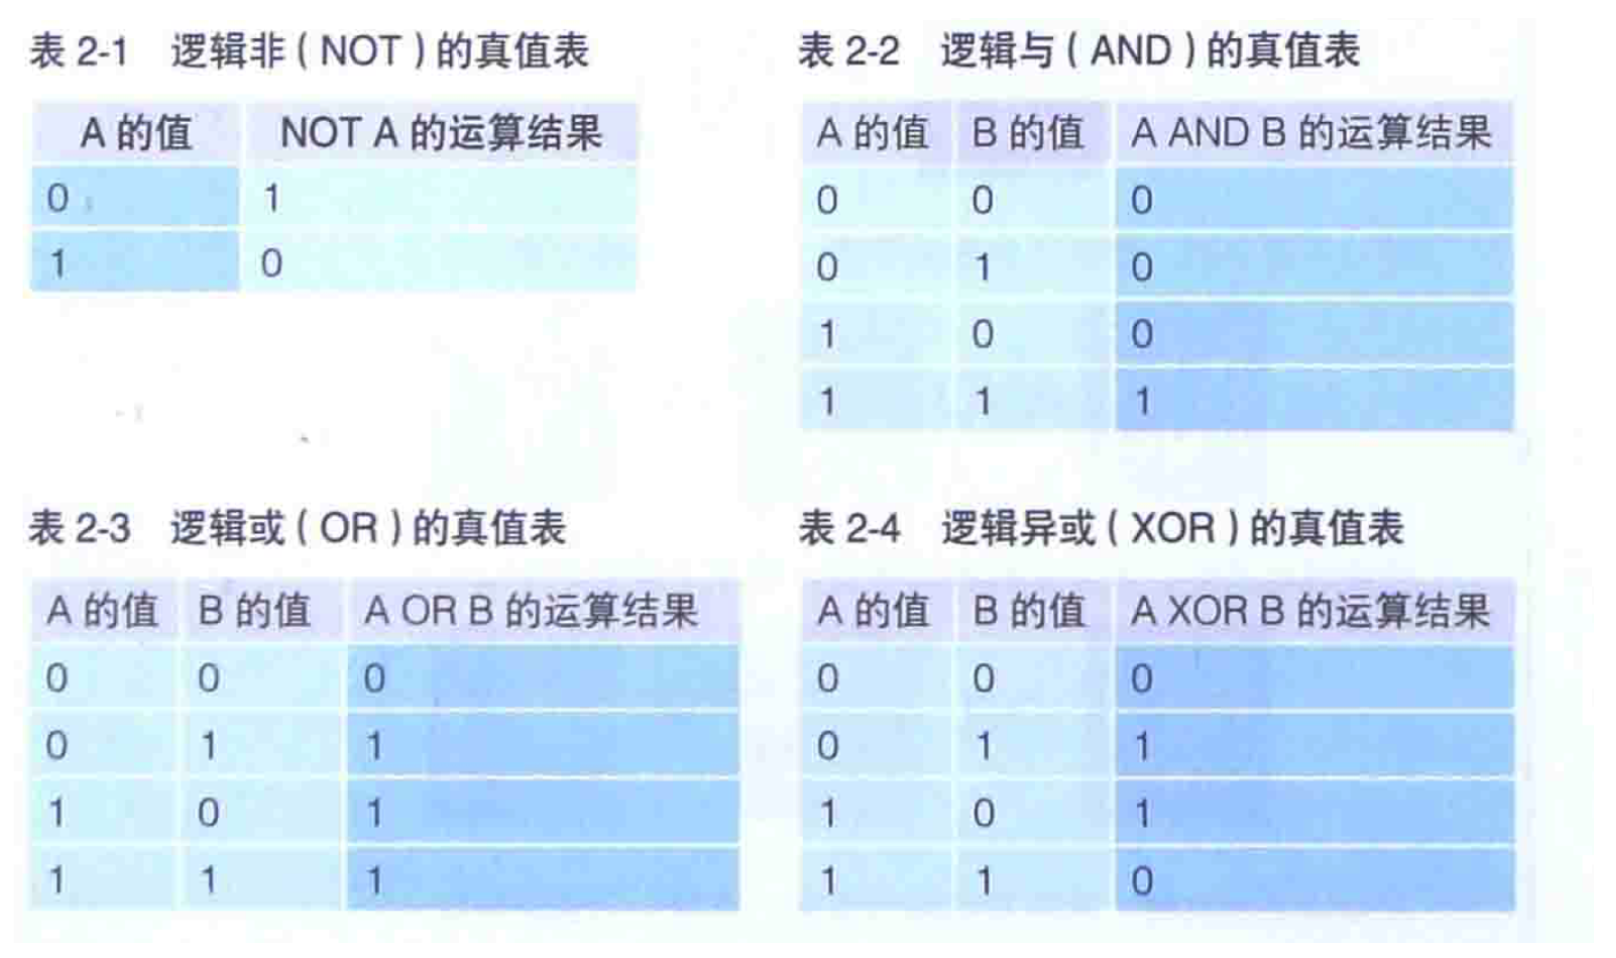 表 2-1 逻辑非 ( NOT ) 的真值表
A 的值 NOT A 的运算结果
0 1
1 0
表 2-2 逻辑与 ( AND ) 的真值表
A 的值 B 的值 A AND B 的运算结果
0 0 0
0 1 0
1 0 0
1 1 1
表 2-3 逻辑或 ( OR ) 的真值表
A 的值 B 的值 A OR B 的运算结果
0 0 0
0 1 1
1 0 1
1 1 1
表 2-4 逻辑异或 ( XOR ) 的真值表
A 的值 B 的值 A XOR B 的运算结果
0 0 0
0 1 1
1 0 1
1 1 0